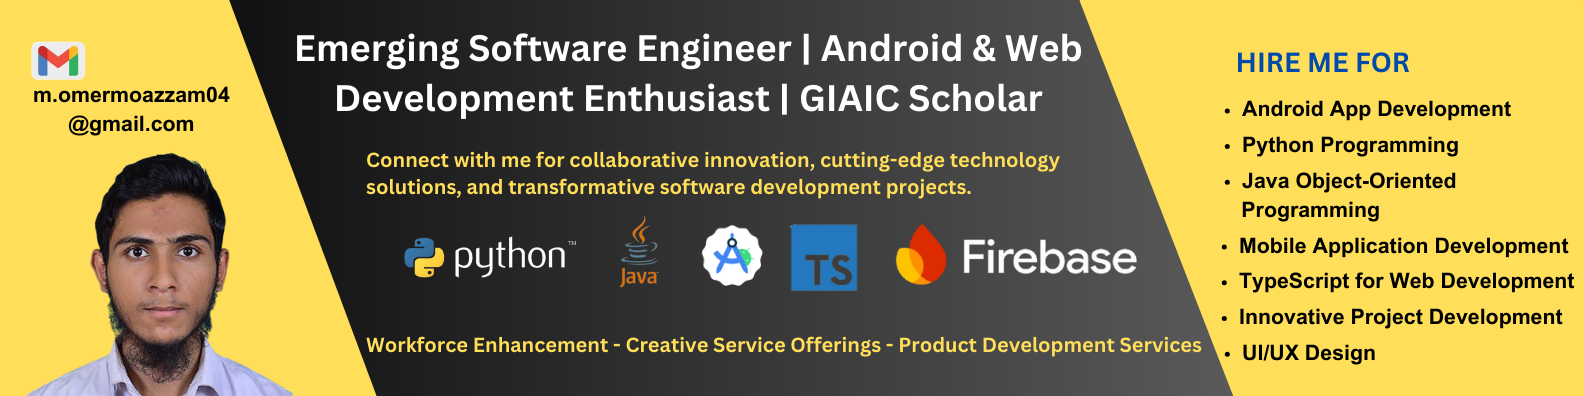 m.omermoazzam04
@gmail.com
Emerging Software Engineer | Android & Web
Development Enthusiast | GIAIC Scholar
Connect with me for collaborative innovation, cutting-edge technology
solutions, and transformative software development projects.
python™
Java™
TS
Firebase
Workforce Enhancement - Creative Service Offerings - Product Development Services
HIRE ME FOR
• Android App Development
• Python Programming
• Java Object-Oriented
Programming
• Mobile Application Development
• TypeScript for Web Development
• Innovative Project Development
• UI/UX Design